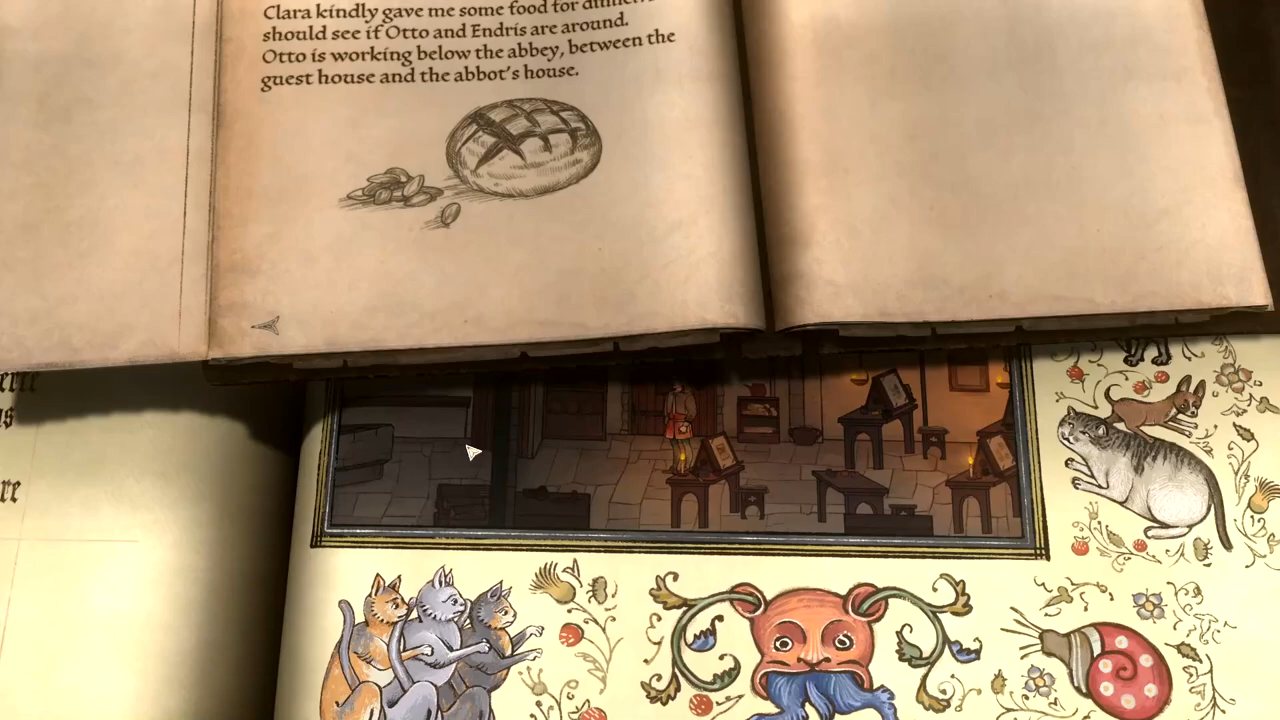 Clara kindly gave me some food for
should see if Otto and Endris are around.
Otto is working below the abbey, between the
guest house and the abbot's house.
re